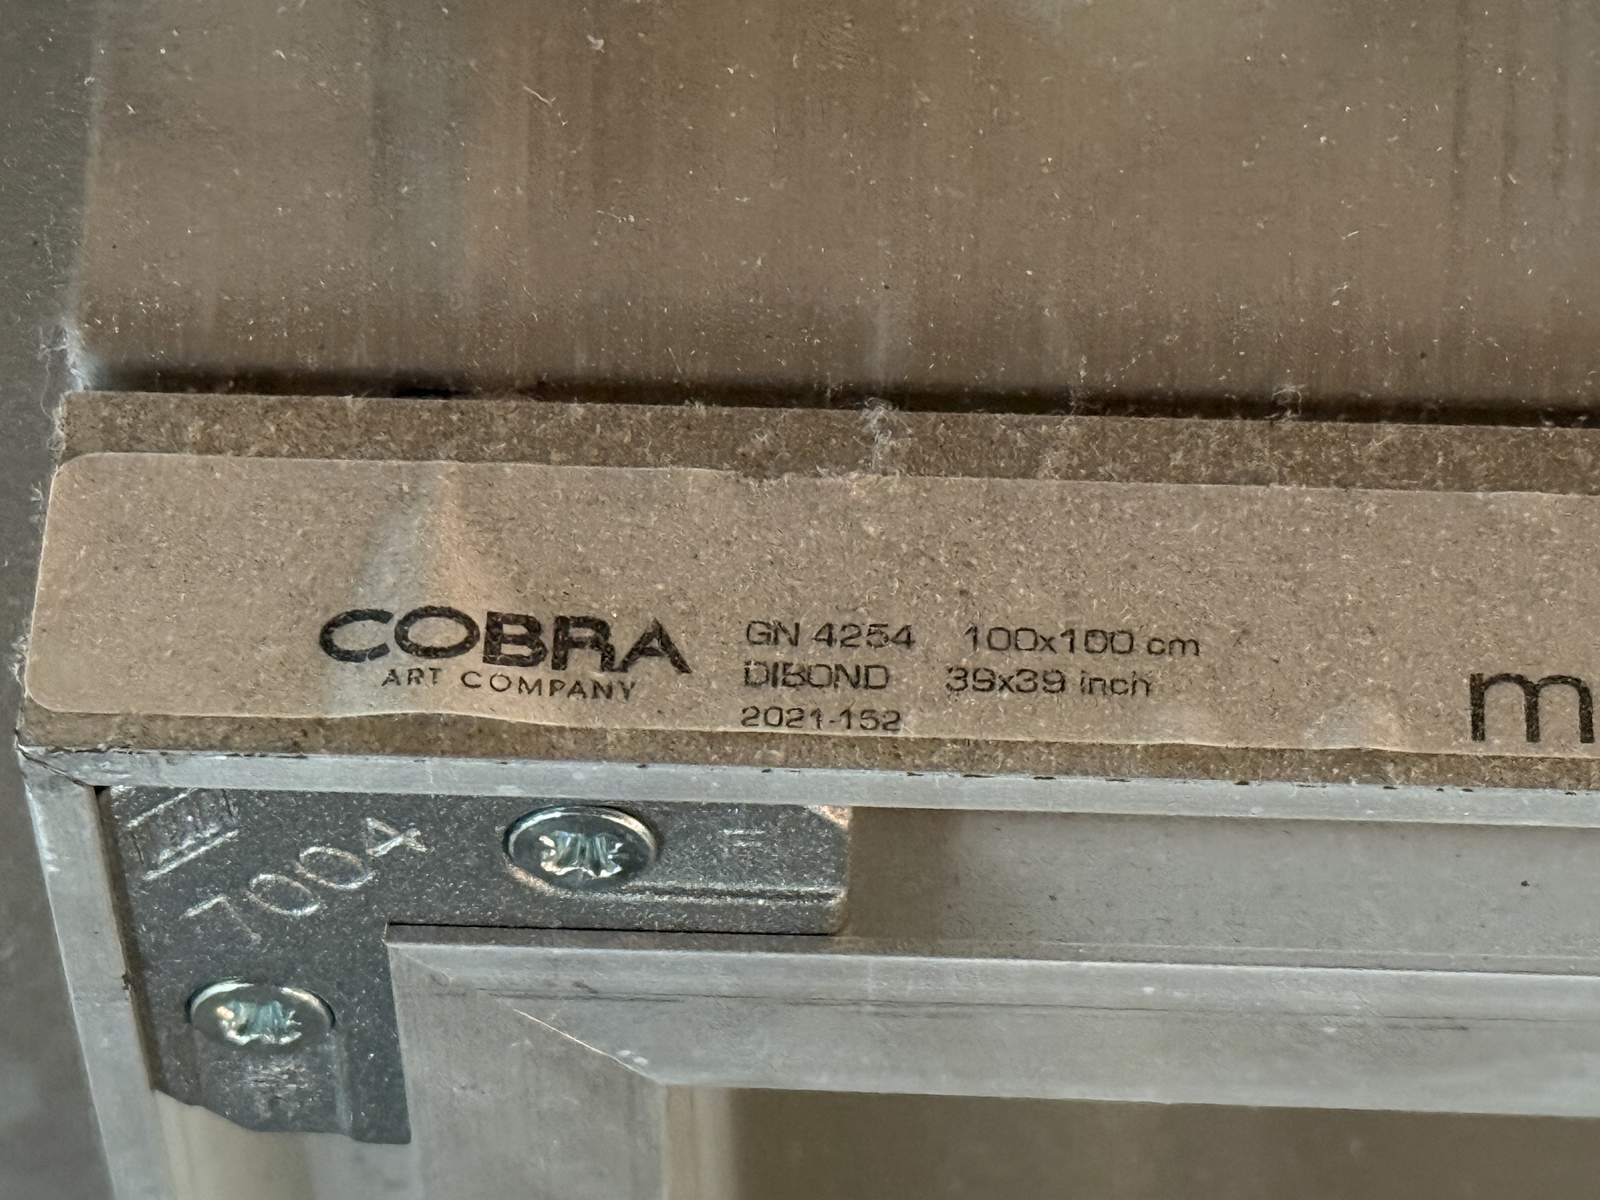 COBRA
ART COMPANY
GN 4254 100x100 cm
DIBOND 39x39 inch
2021-152
m
7004